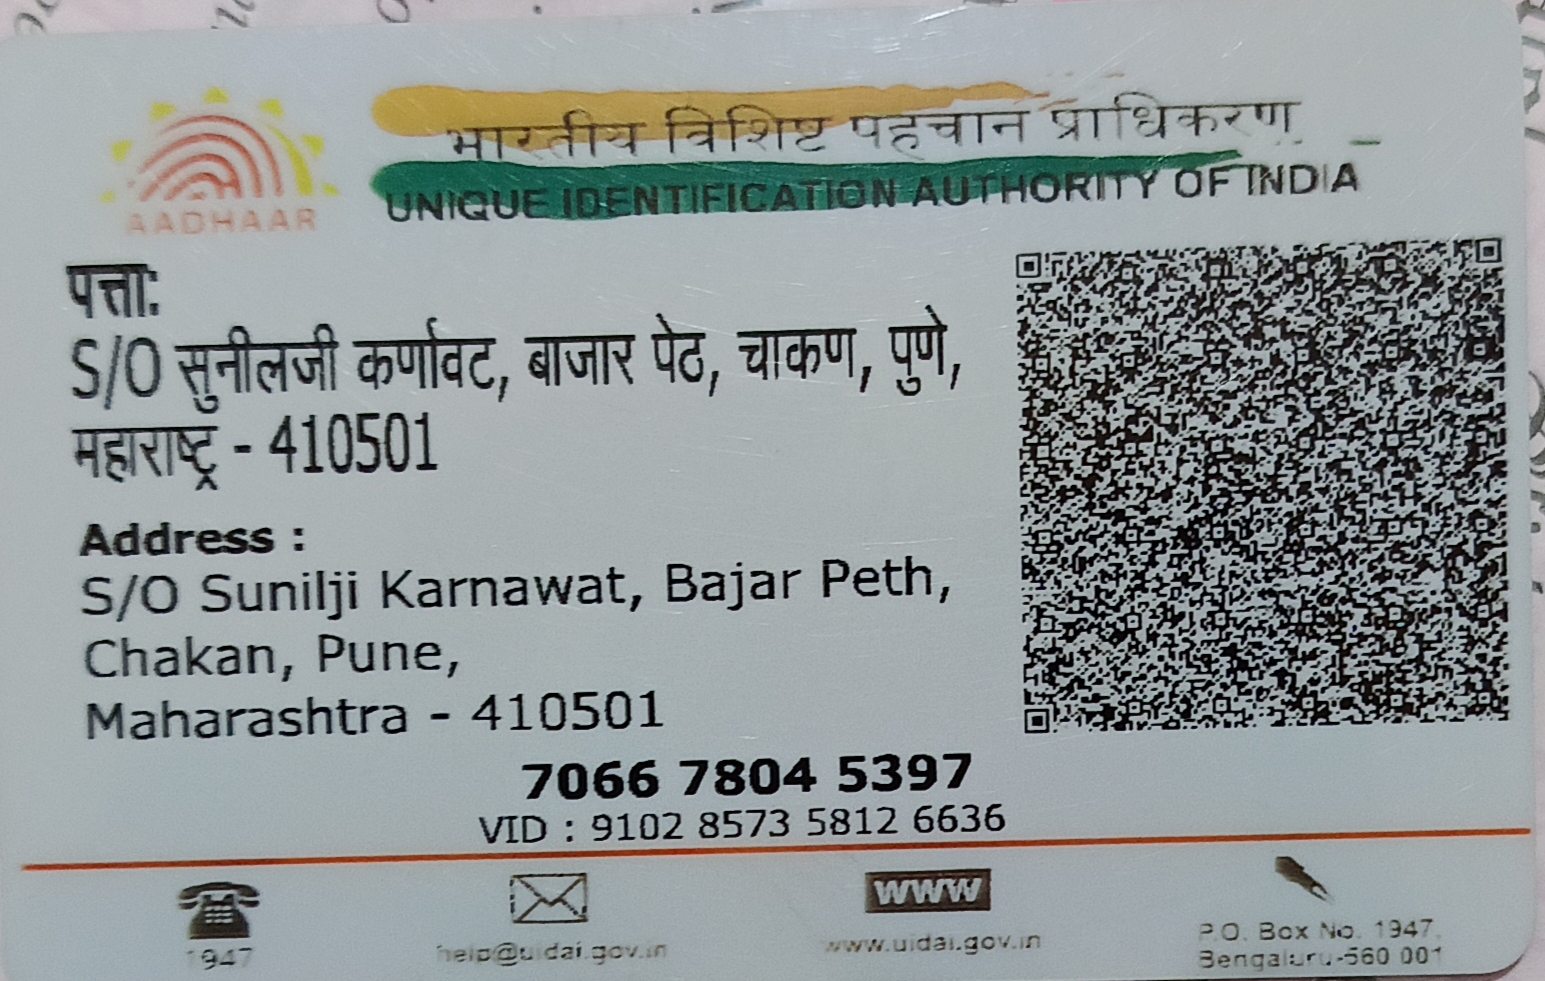 AADHAAR
भारतीय विशिष्ट पहचान प्राधिकरण
UNIQUE IDENTIFICATION AUTHORITY OF INDIA
पत्ता:
S/O सुनीलजी कर्णावट, बाजार पेठ, चाकण, पुणे,
महाराष्ट्र - 410501
Address :
S/O Sunilji Karnawat, Bajar Peth,
Chakan, Pune,
Maharashtra - 410501
7066 7804 5397
VID : 9102 8573 5812 6636
1947
help@uidai.gov.in
www
www.uidai.gov.in
P.O. Box No. 1947,
Bengaluru-560 001